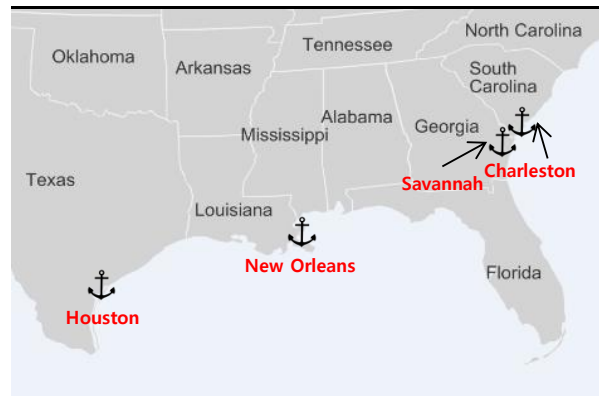 North Carolina
Oklahoma
Tennessee
Arkansas
South
Carolina
Alabama
Mississippi
Georgia
Charleston
Savannah
Texas
Louisiana
New Orleans
Florida
Houston